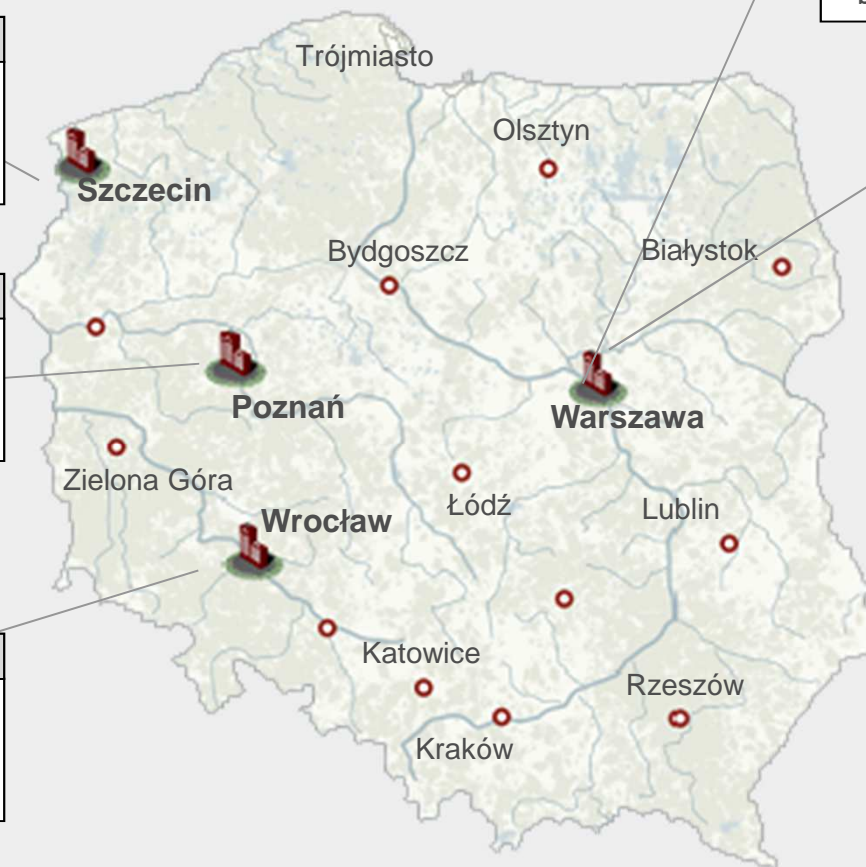 Trójmiasto
Olsztyn
Szczecin
Bydgoszcz
Białystok
Poznań
Warszawa
Zielona Góra
Łódź
Lublin
Wrocław
Katowice
Rzeszów
Kraków